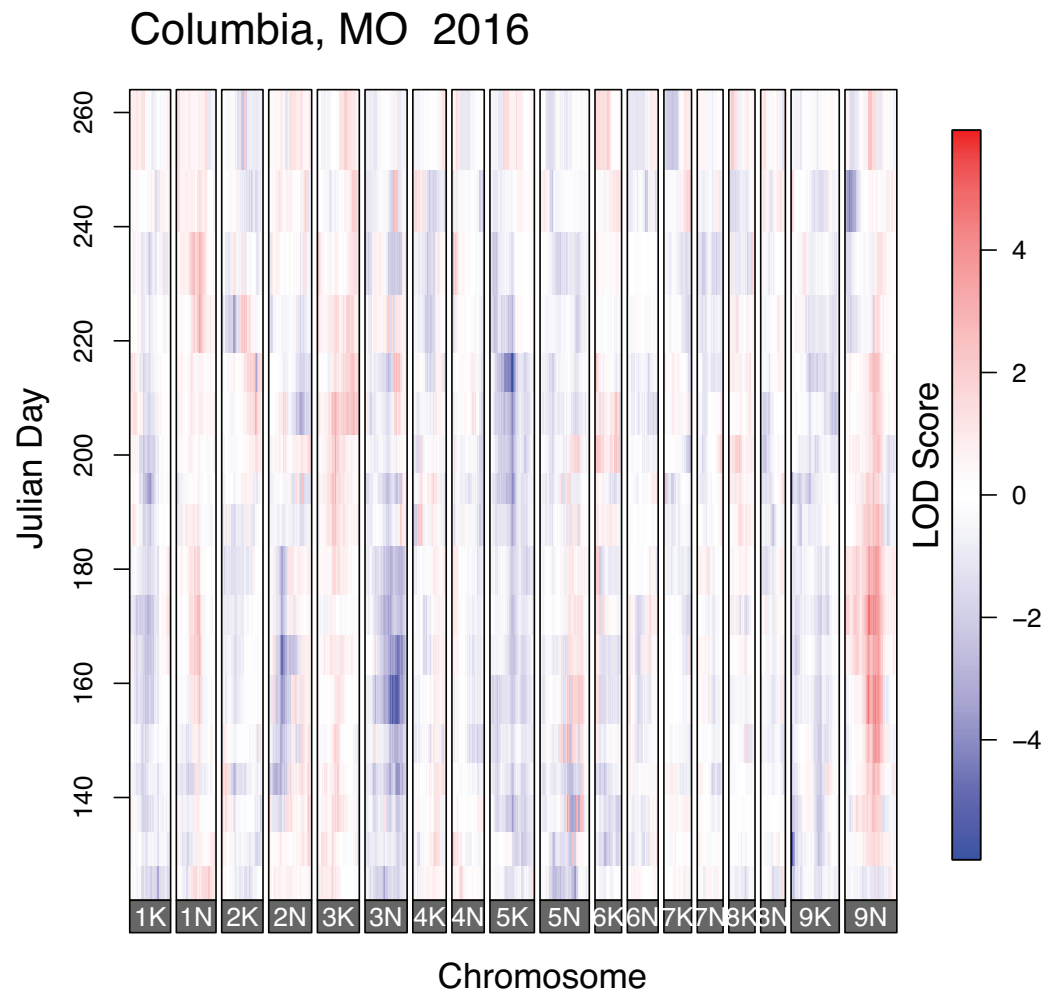 Columbia, MO 2016
260
240
220
200
180
160
140
Julian Day
4
2
0
−2
−4
LOD Score
1K 1N 2K 2N 3K 3N 4K 4N 5K 5N 6K 6N 7K 7N 8K 8N 9K 9N
Chromosome